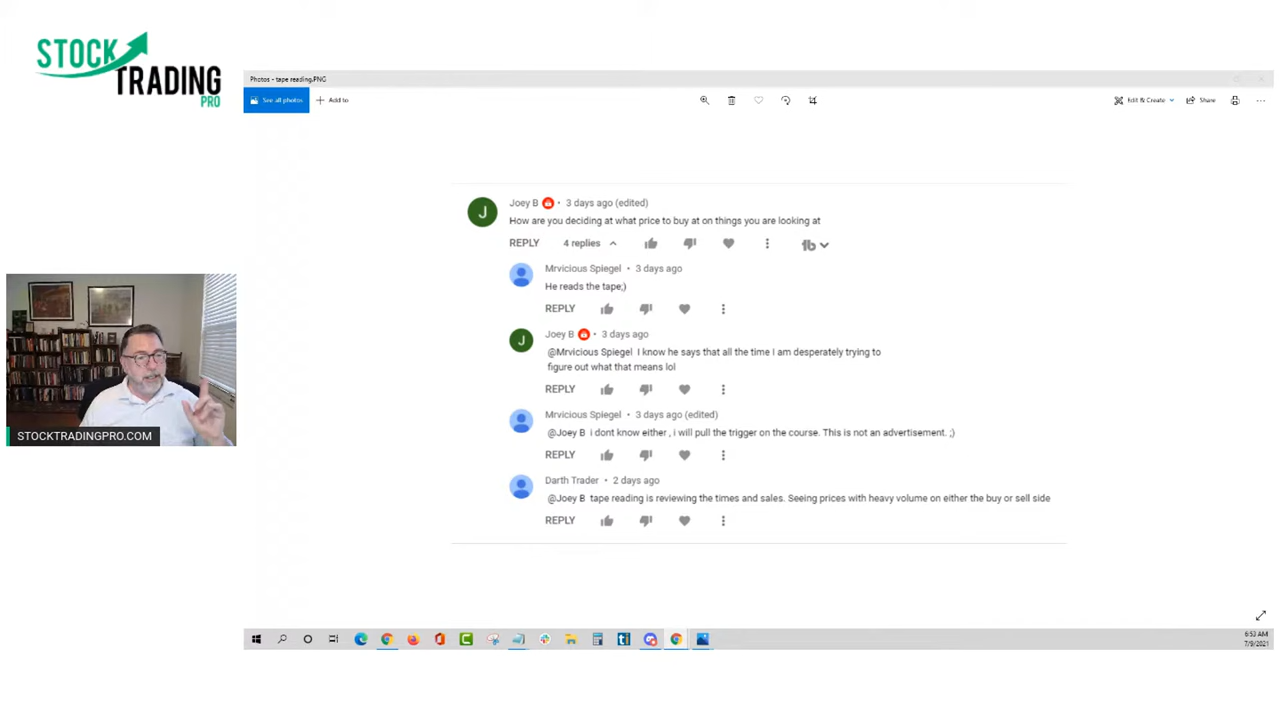 STOCK
TRADING
PRO
Photos - tape reading.PNG
See all photos
Add to
Edit & Create
Share
J
Joey B • 3 days ago (edited)
How are you deciding at what price to buy at on things you are looking at
REPLY 4 replies
Mrvicious Spiegel • 3 days ago
He reads the tape;)
REPLY
J
Joey B • 3 days ago
@Mrvicious Spiegel I know he says that all the time I am desperately trying to
figure out what that means lol
REPLY
Mrvicious Spiegel • 3 days ago (edited)
@Joey B i dont know either , i will pull the trigger on the course. This is not an advertisement. ;)
REPLY
Darth Trader • 2 days ago
@Joey B tape reading is reviewing the times and sales. Seeing prices with heavy volume on either the buy or sell side
REPLY
STOCKTRADINGPRO.COM
6:53 AM
7/9/2021